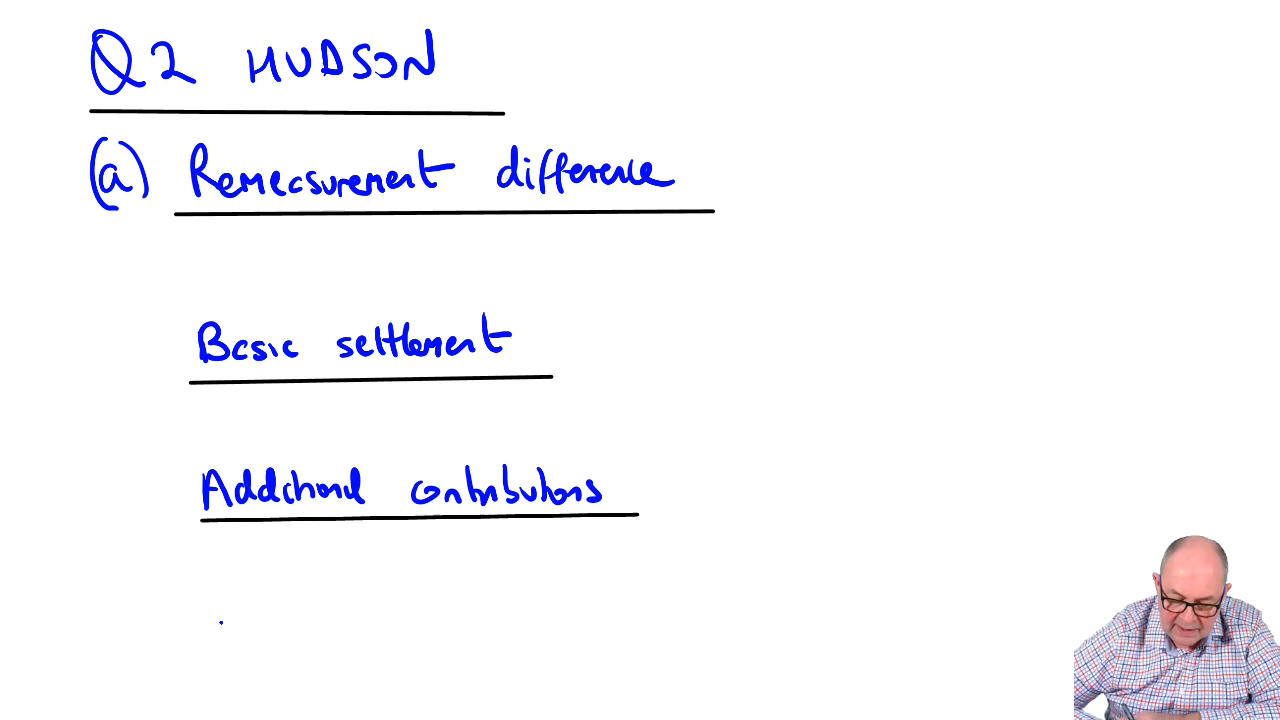 Q2 HUDSON
(a) Remeasurement difference
Basic settlement
Additional contributions